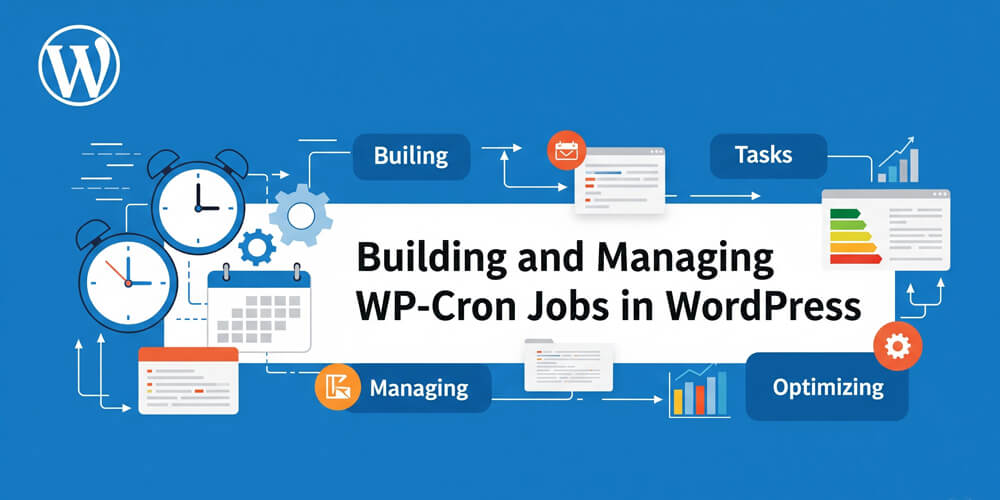 W
Builing
Tasks
Building and Managing
WP-Cron Jobs in WordPress
Managing
Optimizing